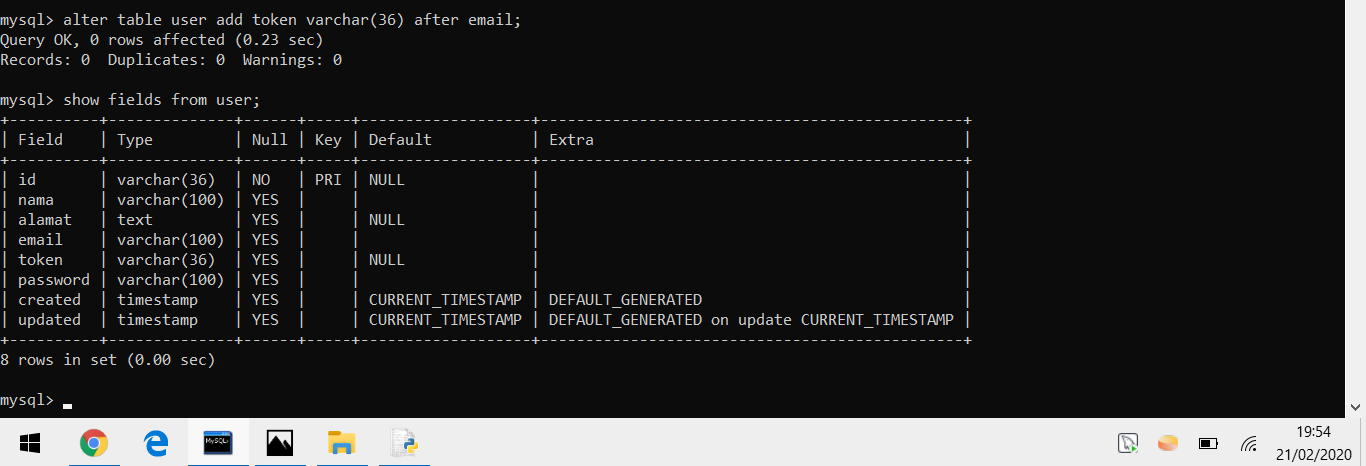 mysql> alter table user add token varchar(36) after email;
Query OK, 0 rows affected (0.23 sec)
Records: 0  Duplicates: 0  Warnings: 0

mysql> show fields from user;
+----------+--------------+------+-----+-------------------+-----------------------------------------------+
| Field    | Type         | Null | Key | Default           | Extra                                         |
+----------+--------------+------+-----+-------------------+-----------------------------------------------+
| id       | varchar(36)  | NO   | PRI | NULL              |                                               |
| nama     | varchar(100) | YES  |     |                   |                                               |
| alamat   | text         | YES  |     | NULL              |                                               |
| email    | varchar(100) | YES  |     |                   |                                               |
| token    | varchar(36)  | YES  |     | NULL              |                                               |
| password | varchar(100) | YES  |     |                   |                                               |
| created  | timestamp    | YES  |     | CURRENT_TIMESTAMP | DEFAULT_GENERATED                             |
| updated  | timestamp    | YES  |     | CURRENT_TIMESTAMP | DEFAULT_GENERATED on update CURRENT_TIMESTAMP |
+----------+--------------+------+-----+-------------------+-----------------------------------------------+
8 rows in set (0.00 sec)

mysql>
MySQL>
19:54
21/02/2020